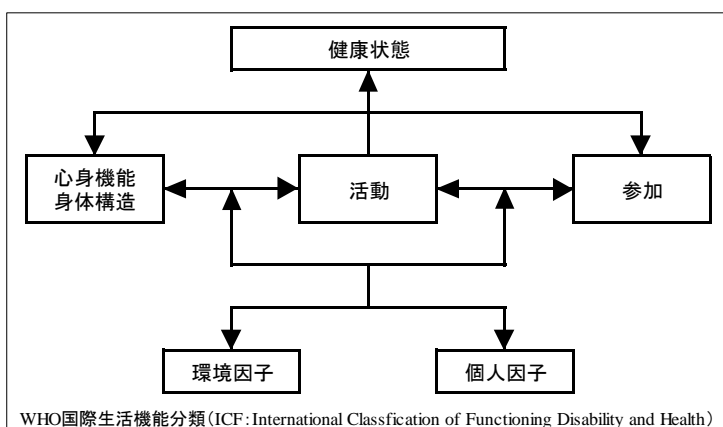 健康状態
心身機能
身体構造
活動
参加
環境因子
個人因子
WHO国際生活機能分類(ICF:International Classfication of Functioning Disability and Health)